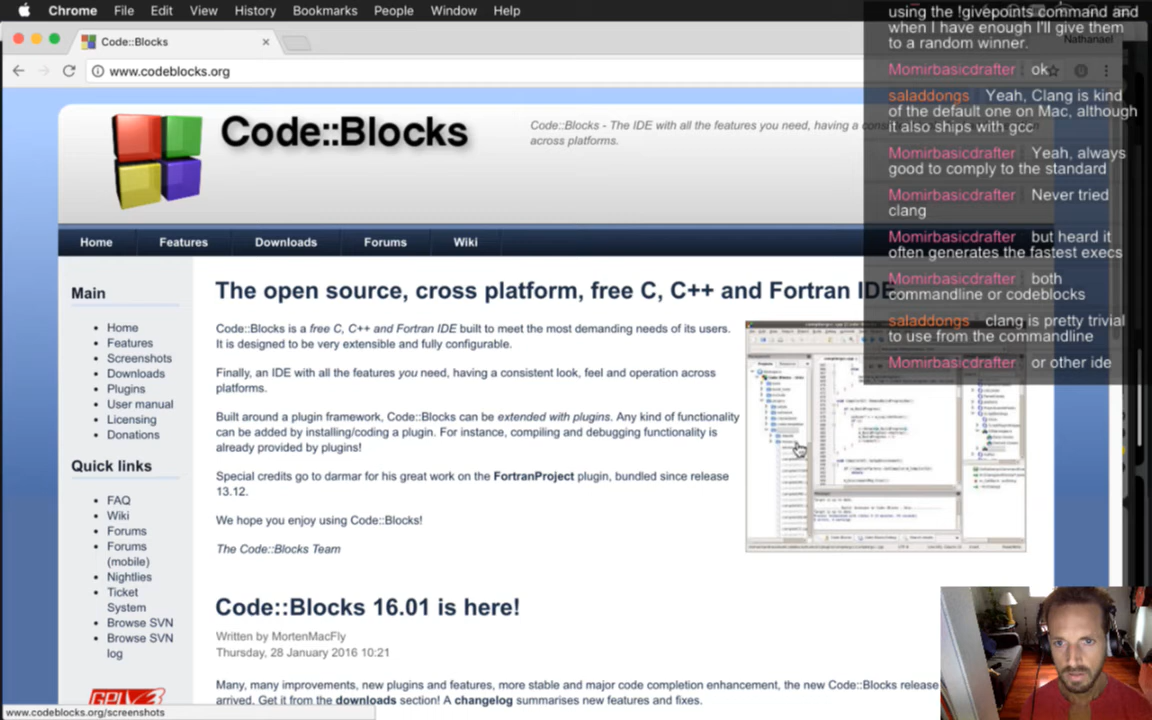 Chrome File Edit View History Bookmarks People Window Help
Code::Blocks
Nathanael
www.codeblocks.org
Code::Blocks
Code::Blocks - The IDE with all the features you need, having a
across platforms.
Home Features Downloads Forums Wiki
Main
Home
Features
Screenshots
Downloads
Plugins
User manual
Licensing
Donations
Quick links
FAQ
Wiki
Forums
Forums
(mobile)
Nightlies
Ticket
System
Browse SVN
Browse SVN
log
GPLv3
The open source, cross platform, free C, C++ and Fortran IDE
Code::Blocks is a free C, C++ and Fortran IDE built to meet the most demanding needs of its users.
It is designed to be very extensible and fully configurable.
Finally, an IDE with all the features you need, having a consistent look, feel and operation across
platforms.
Built around a plugin framework, Code::Blocks can be extended with plugins. Any kind of functionality
can be added by installing/coding a plugin. For instance, compiling and debugging functionality is
already provided by plugins!
Special credits go to darmar for his great work on the FortranProject plugin, bundled since release
13.12.
We hope you enjoy using Code::Blocks!
The Code::Blocks Team
Code::Blocks 16.01 is here!
Written by MortenMacFly
Thursday, 28 January 2016 10:21
Many, many improvements, new plugins and features, more stable and major code completion enhancement, the new Code::Blocks release
arrived. Get it from the downloads section! A changelog summarises new features and fixes.
www.codeblocks.org/screenshots
using the !givepoints command and
when I have enough I'll give them
to a random winner.
Momirbasicdrafter ok
saladdongs Yeah, Clang is kind
of the default one on Mac, although
it also ships with gcc
Momirbasicdrafter Yeah, always
good to comply to the standard
Momirbasicdrafter Never tried
clang
Momirbasicdrafter but heard it
often generates the fastest execs
Momirbasicdrafter both
commandline or codeblocks
saladdongs clang is pretty trivial
to use from the commandline
Momirbasicdrafter or other ide